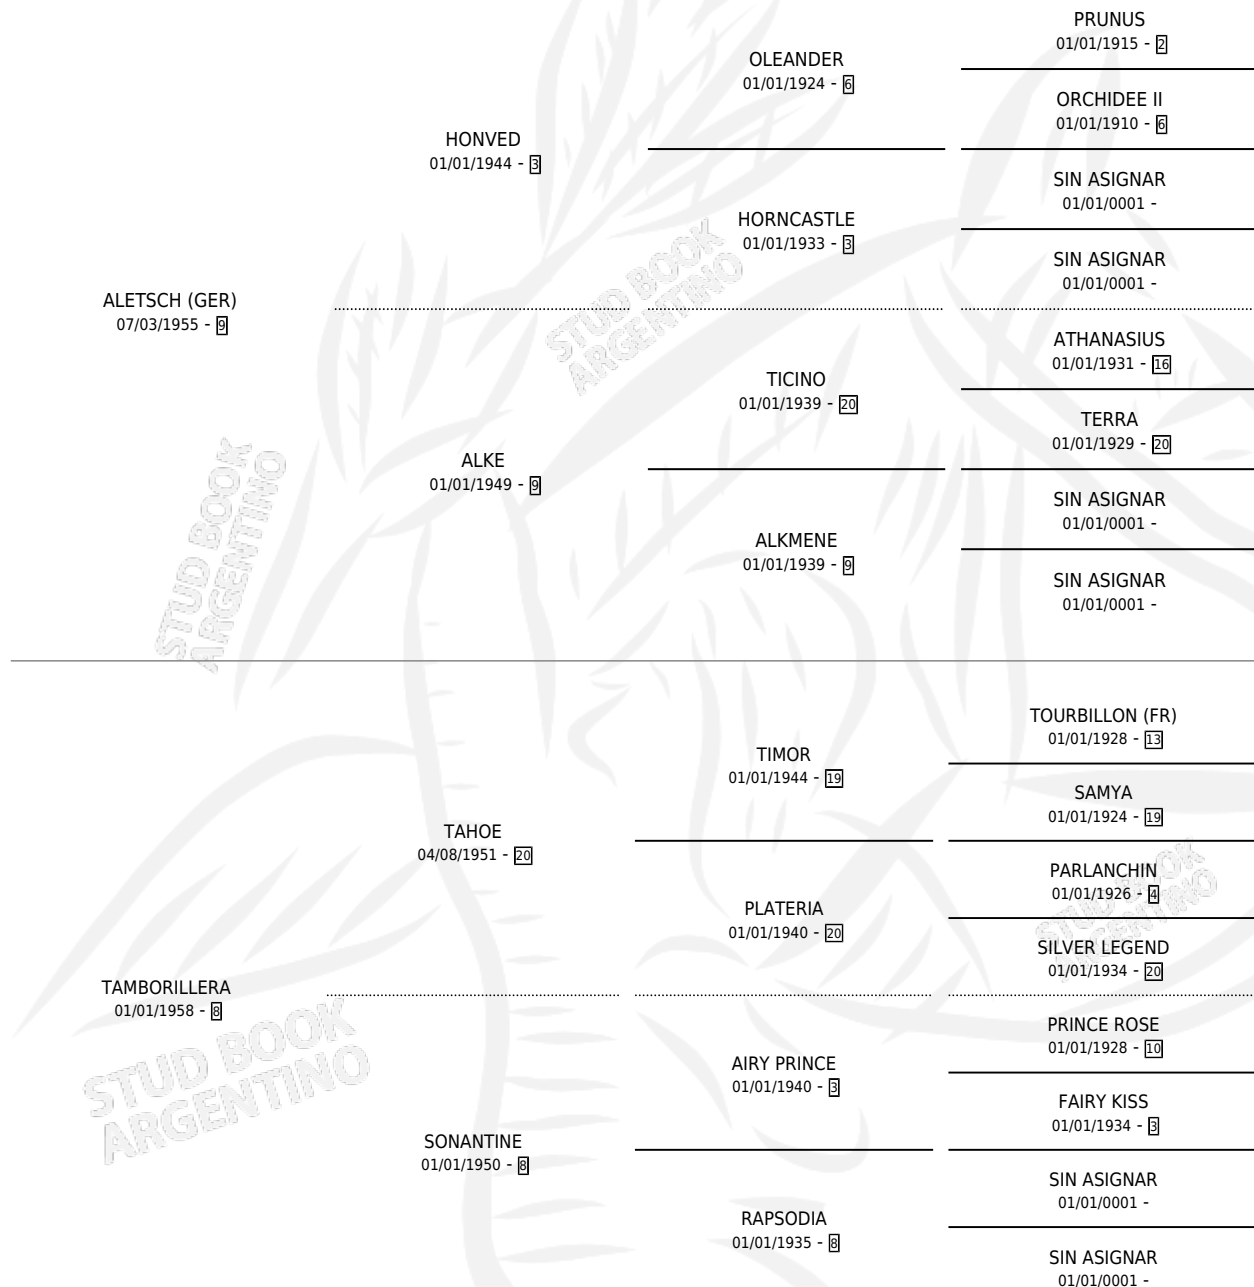 PRUNUS
01/01/1915 - 2
OLEANDER
01/01/1924 - 6
ORCHIDEE II
01/01/1910 - 6
HONVED
01/01/1944 - 3
SIN ASIGNAR
01/01/0001 -
HORNCASTLE
01/01/1933 - 3
SIN ASIGNAR
01/01/0001 -
ALETSCH (GER)
07/03/1955 - 9
ATHANASIUS
01/01/1931 - 16
TICINO
01/01/1939 - 20
TERRA
01/01/1929 - 20
ALKE
01/01/1949 - 9
SIN ASIGNAR
01/01/0001 -
ALKMENE
01/01/1939 - 9
SIN ASIGNAR
01/01/0001 -
TOURBILLON (FR)
01/01/1928 - 13
TIMOR
01/01/1944 - 19
SAMYA
01/01/1924 - 19
TAHOE
04/08/1951 - 20
PARLANCHIN
01/01/1926 - 4
PLATERIA
01/01/1940 - 20
SILVER LEGEND
01/01/1934 - 20
TAMBORILLERA
01/01/1958 - 8
PRINCE ROSE
01/01/1928 - 10
AIRY PRINCE
01/01/1940 - 3
FAIRY KISS
01/01/1934 - 3
SONANTINE
01/01/1950 - 8
SIN ASIGNAR
01/01/0001 -
RAPSODIA
01/01/1935 - 8
SIN ASIGNAR
01/01/0001 -
STUD BOOK
ARGENTINO
STUD BOOK
ARGENTINO
STUD BOOK
ARGENTINO
STUD BOOK
ARGENTINO